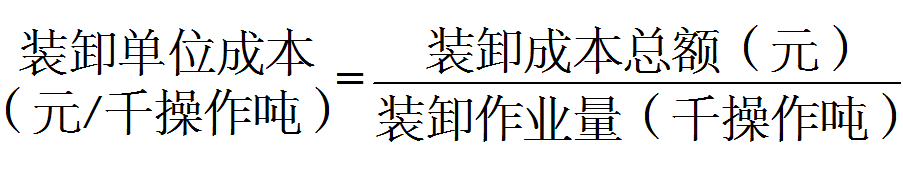 装卸单位成本
（元/千操作吨）
=
装卸成本总额（元）
装卸作业量（千操作吨）